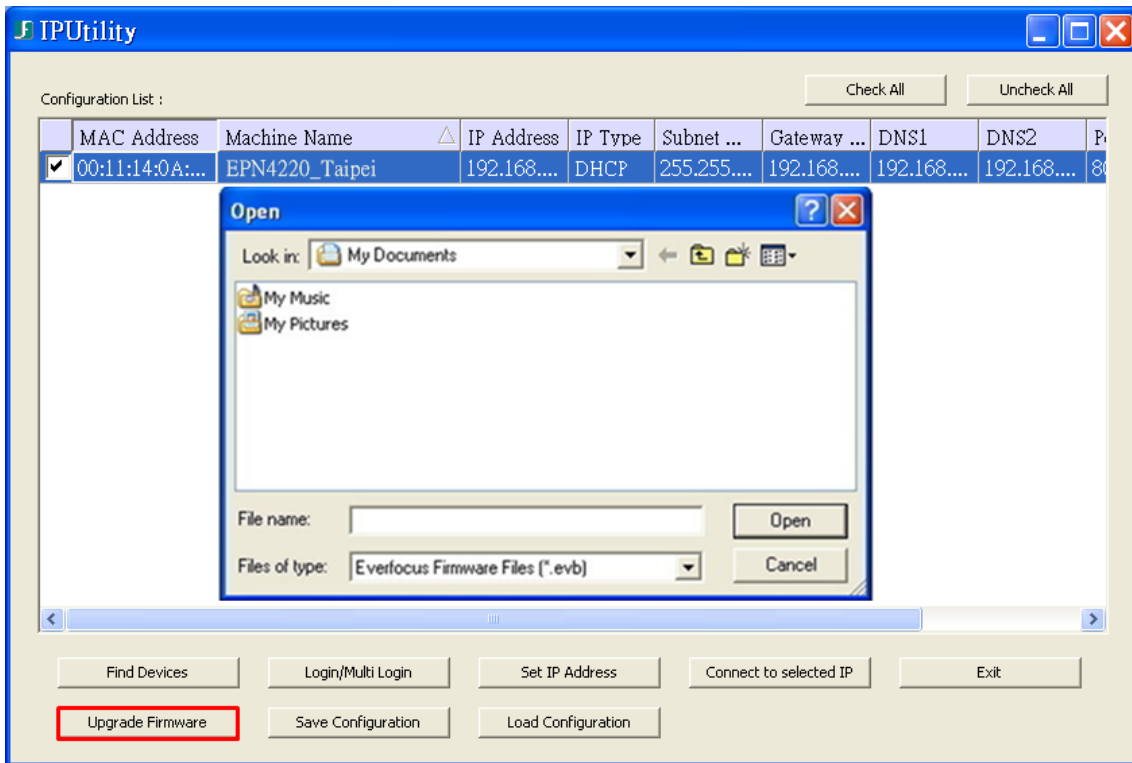 IPUtility
Configuration List :
Check All Uncheck All
MAC Address Machine Name IP Address IP Type Subnet ... Gateway ... DNS1 DNS2
00:11:14:0A:... EPN4220_Taipei 192.168.... DHCP 255.255.... 192.168.... 192.168.... 192.168....
Open
Look in: My Documents
My Music
My Pictures
File name: Open
Files of type: Everfocus Firmware Files (*.evb) Cancel
Find Devices Login/Multi Login Set IP Address Connect to selected IP Exit
Upgrade Firmware Save Configuration Load Configuration